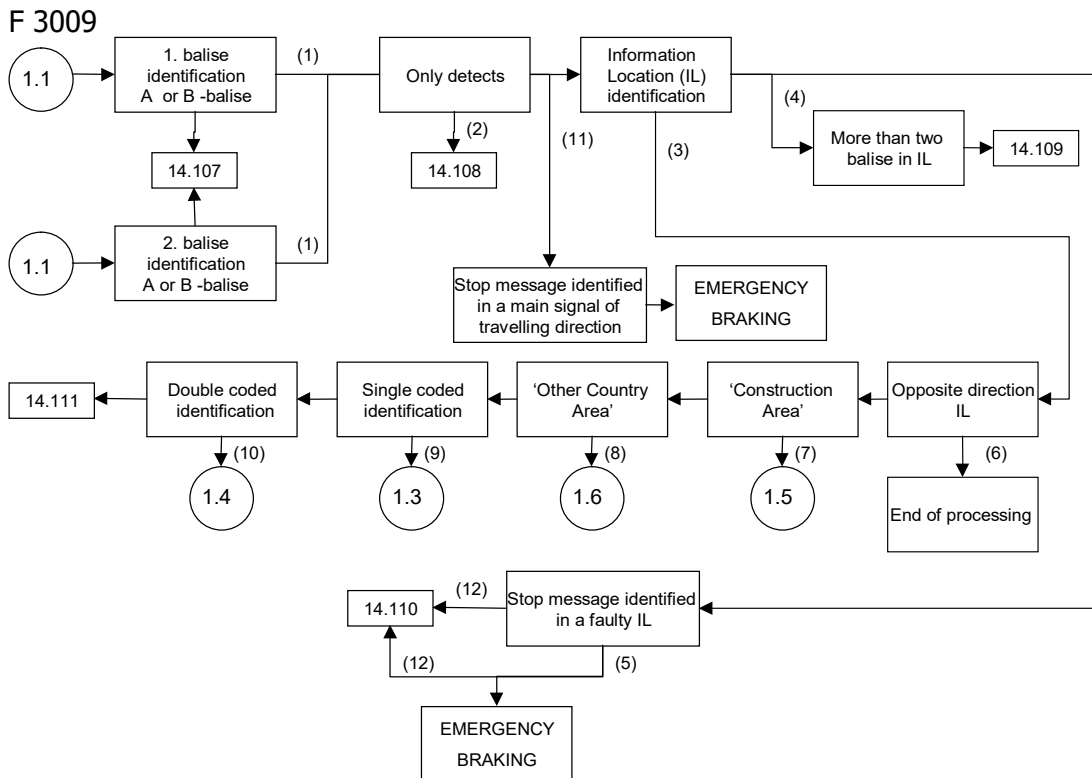 F 3009
1.1
1. balise
identification
A or B -balise
(1)
Only detects
Information
Location (IL)
identification
(4)
(2)
(11)
(3)
More than two
balise in IL
14.109
14.107
14.108
1.1
2. balise
identification
A or B -balise
(1)
Stop message identified
in a main signal of
travelling direction
EMERGENCY
BRAKING
14.111
Double coded
identification
Single coded
identification
‘Other Country
Area’
‘Construction
Area’
Opposite direction
IL
(10)
(9)
(8)
(7)
(6)
1.4
1.3
1.6
1.5
End of processing
14.110
(12)
Stop message identified
in a faulty IL
(12)
(5)
EMERGENCY
BRAKING